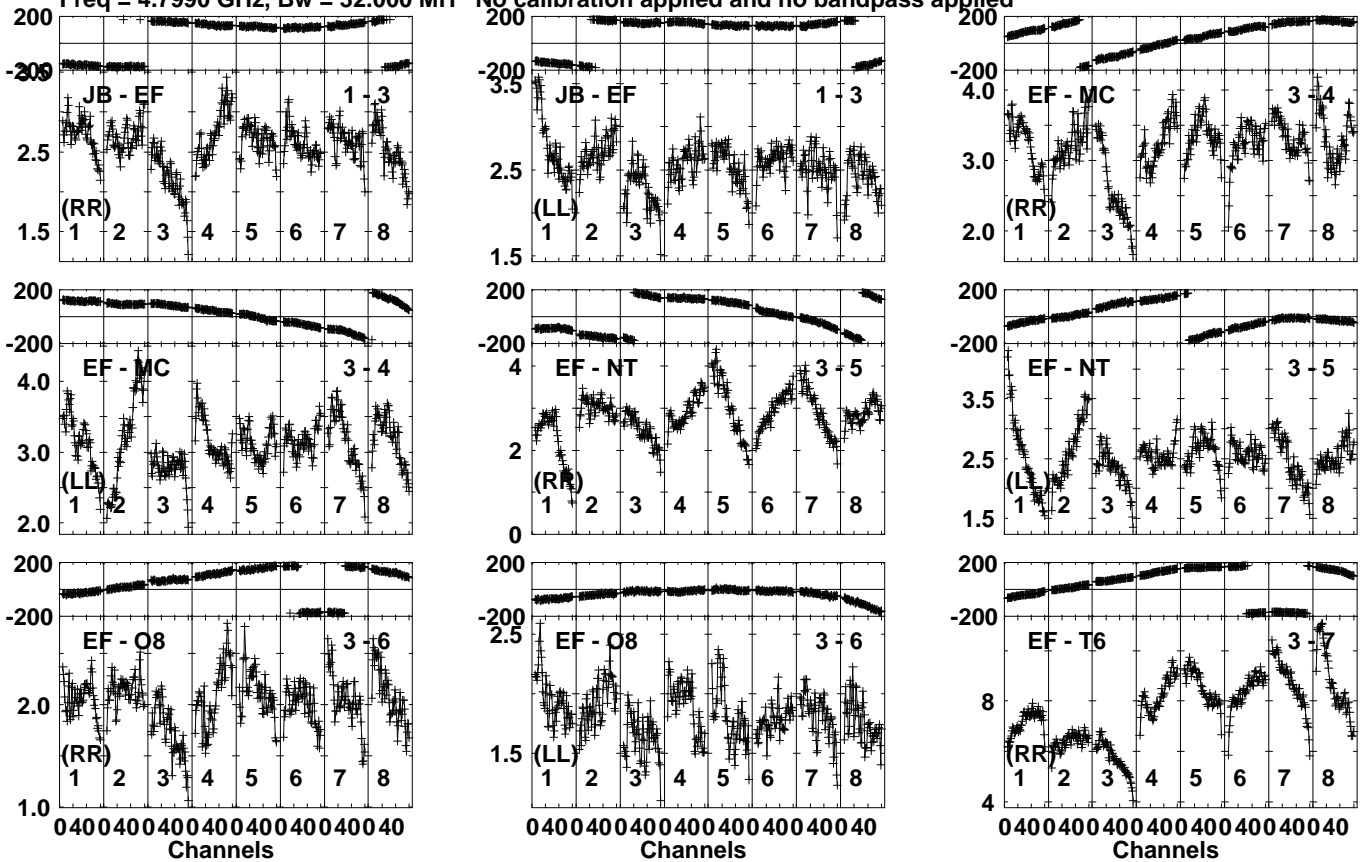 Freq = 4.7990 GHz, Bw = 32.000 MH No calibration applied and no bandpass applied
200 200 200
-200 -200 -200
3.5 3.5 4.0
JB - EF 1 - 3 JB - EF 1 - 3 EF - MC 3 - 4
2.5 2.5 3.0
(RR) (LL) (RR)
1 2 3 4 5 6 7 8 1 2 3 4 5 6 7 8 1 2 3 4 5 6 7 8
1.5 1.5 2.0
200 200 200
-200 -200 -200
EF - MC 3 - 4 EF - NT 3 - 5 EF - NT 3 - 5
4.0 4 3.5
3.0 2 2.5
(LL) (RR) (LL)
1 2 3 4 5 6 7 8 1 2 3 4 5 6 7 8 1 2 3 4 5 6 7 8
2.0 0 1.5
200 200 200
-200 -200 -200
EF - O8 3 - 6 EF - O8 3 - 6 EF - T6 3 - 7
2.5
2.0 8
(RR) 1.5 (LL) (RR)
1 2 3 4 5 6 7 8 1 2 3 4 5 6 7 8 1 2 3 4 5 6 7 8
1.0 4
0 40 0 40 0 40 0 40 0 40 0 40 0 40 0 40 0 40 0 40 0 40 0 40 0 40 0 40 0 40 0 40 0 40 0 40 0 40 0 40 0 40 0 40 0 40 0 40
Channels Channels Channels